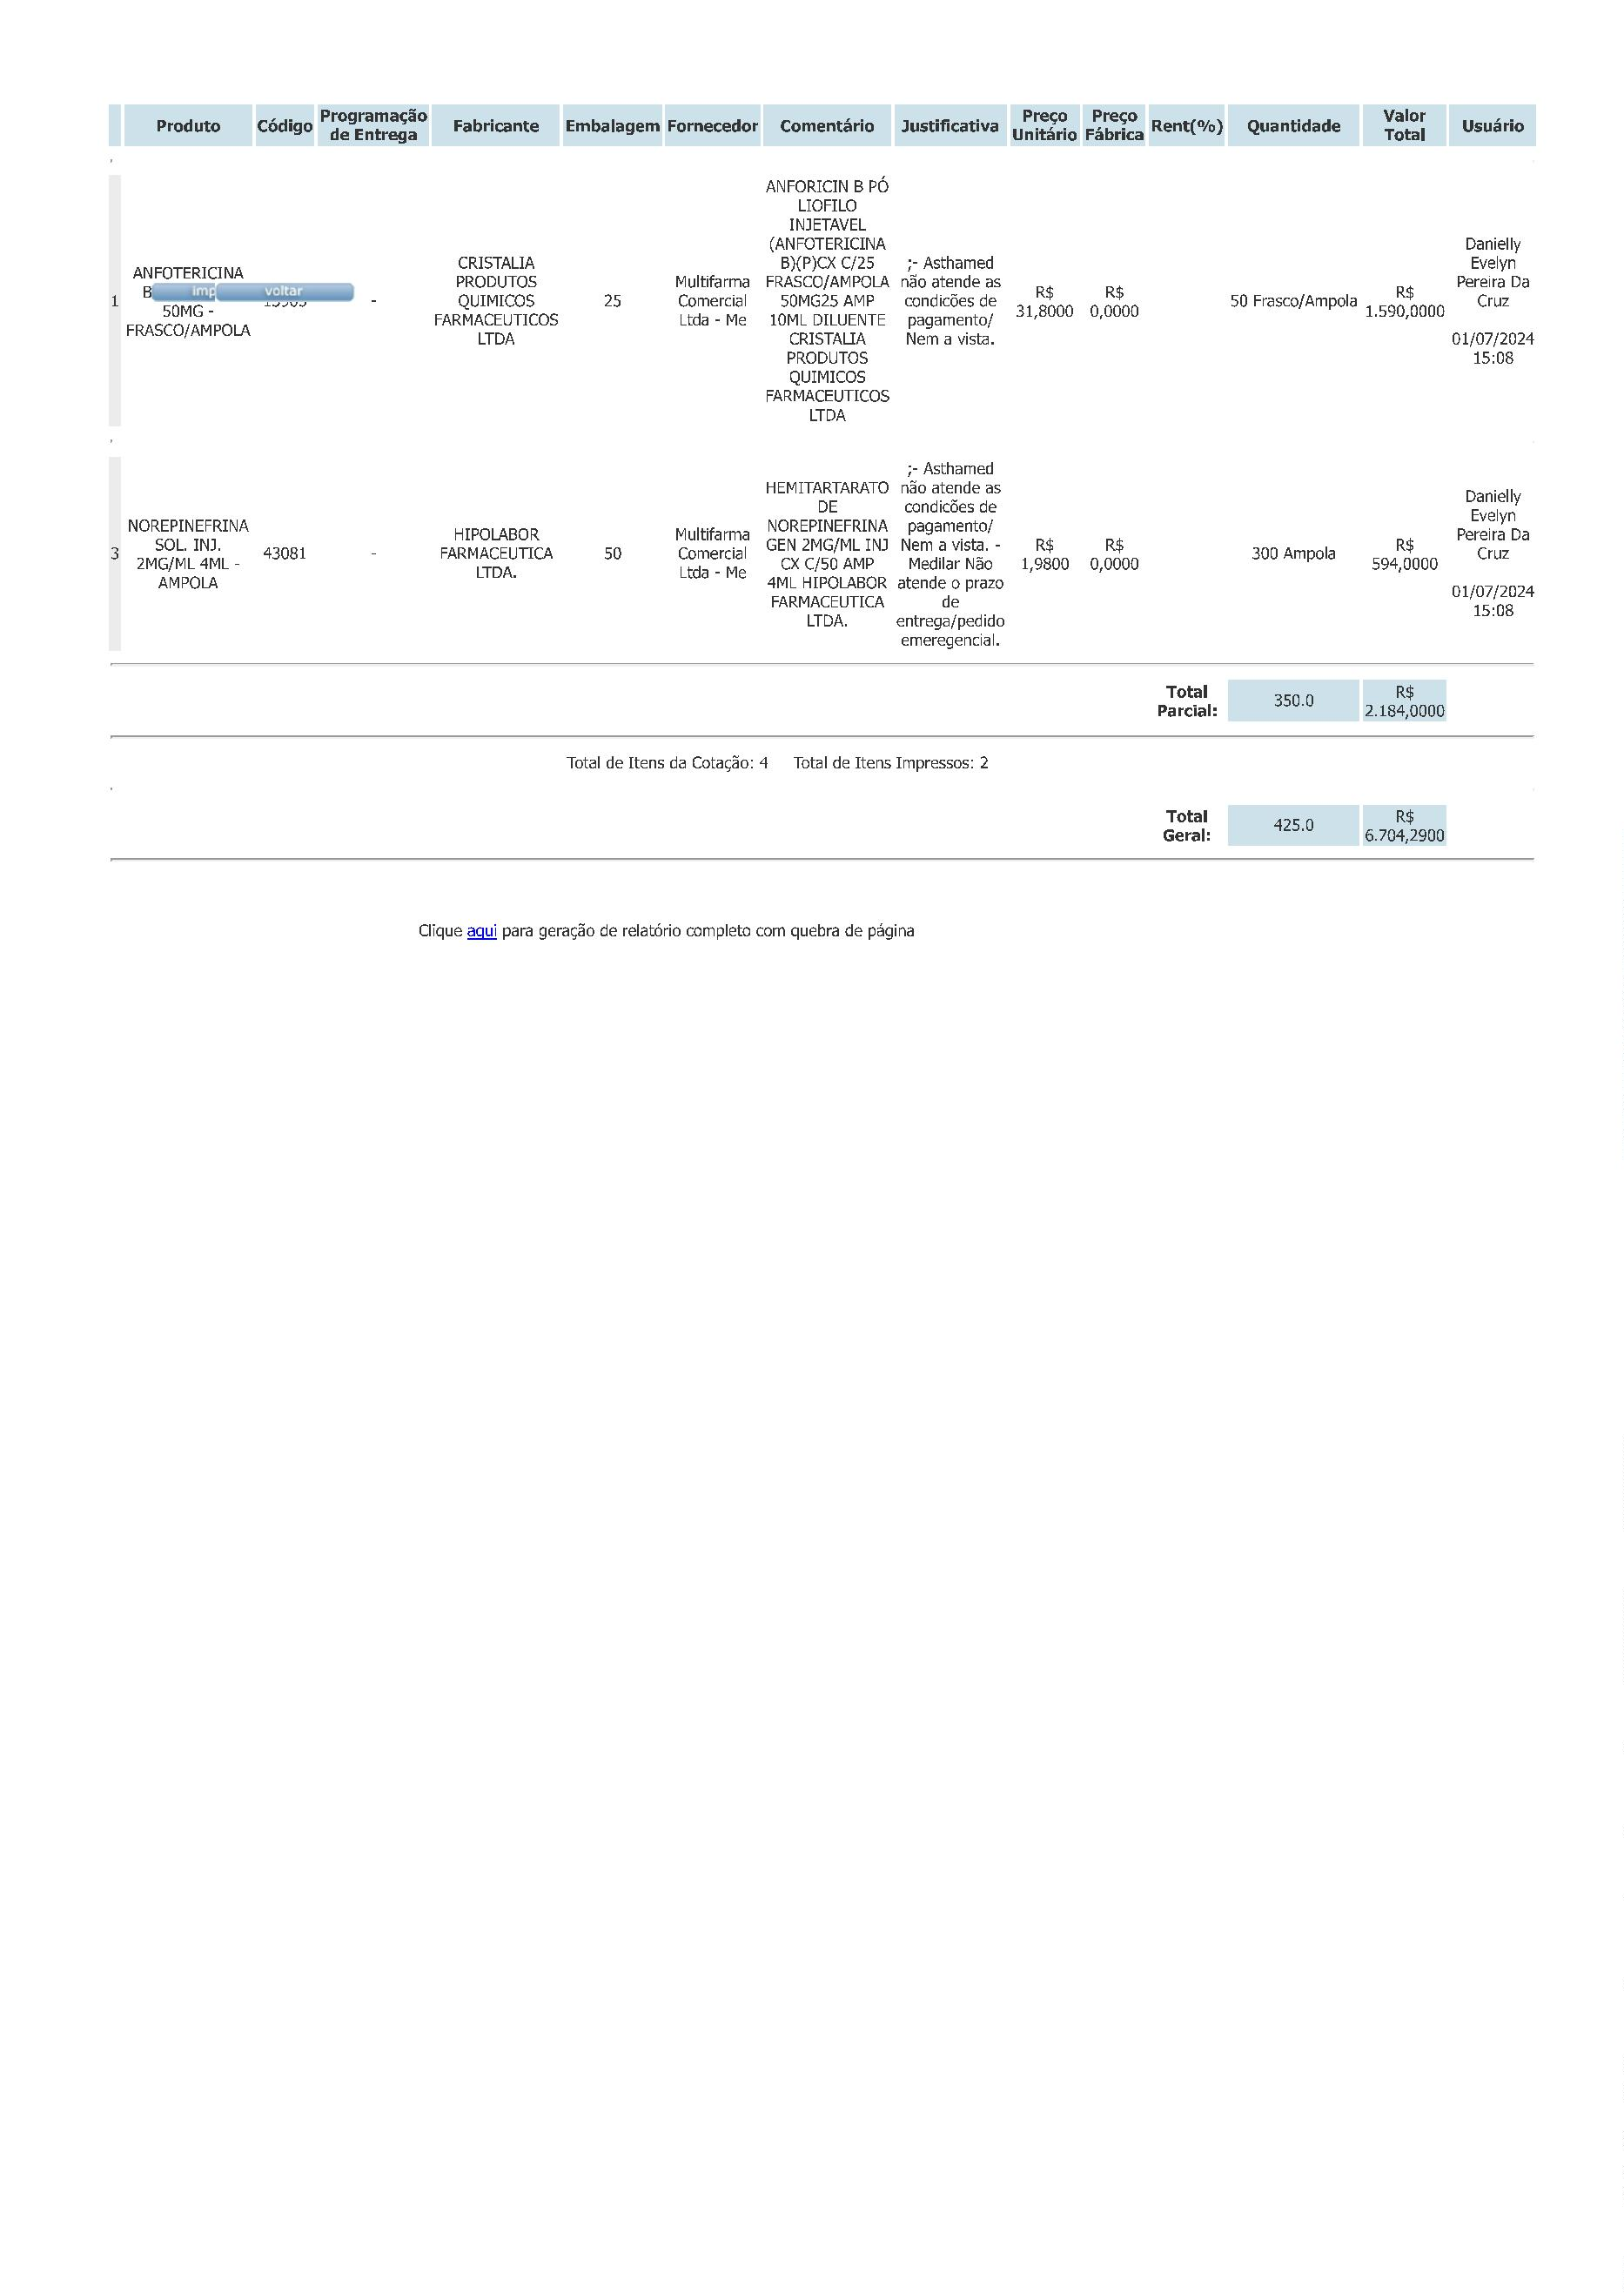 Produto Código Programação de Entrega Fabricante Embalagem Fornecedor Comentário Justificativa Preço Unitário Preço Fábrica Rent(%) Quantidade Valor Total Usuário
1
ANFOTERICINA
B
50MG -
FRASCO/AMPOLA
voltar
-
CRISTALIA
PRODUTOS
QUIMICOS
FARMACEUTICOS
LTDA
25
Multifarma
Comercial
Ltda - Me
ANFORICIN B PÓ
LIOFILO
INJETAVEL
(ANFOTERICINA
B)(P)CX C/25
FRASCO/AMPOLA
50MG25 AMP
10ML DILUENTE
CRISTALIA
PRODUTOS
QUIMICOS
FARMACEUTICOS
LTDA
;- Asthamed
não atende as
condicões de
pagamento/
Nem a vista.
R$
31,8000
R$
0,0000
50 Frasco/Ampola
R$
1.590,0000
Danielly
Evelyn
Pereira Da
Cruz
01/07/2024
15:08
3
NOREPINEFRINA
SOL. INJ.
2MG/ML 4ML -
AMPOLA
43081
-
HIPOLABOR
FARMACEUTICA
LTDA.
50
Multifarma
Comercial
Ltda - Me
HEMITARTARATO
DE
NOREPINEFRINA
GEN 2MG/ML INJ
CX C/50 AMP
4ML HIPOLABOR
FARMACEUTICA
LTDA.
;- Asthamed
não atende as
condicões de
pagamento/
Nem a vista. -
Medilar Não
atende o prazo
de
entrega/pedido
emeregencial.
R$
1,9800
R$
0,0000
300 Ampola
R$
594,0000
Danielly
Evelyn
Pereira Da
Cruz
01/07/2024
15:08
Total
Parcial:
350.0
R$
2.184,0000
Total de Itens da Cotação: 4 Total de Itens Impressos: 2
Total
Geral:
425.0
R$
6.704,2900
Clique aqui para geração de relatório completo com quebra de página